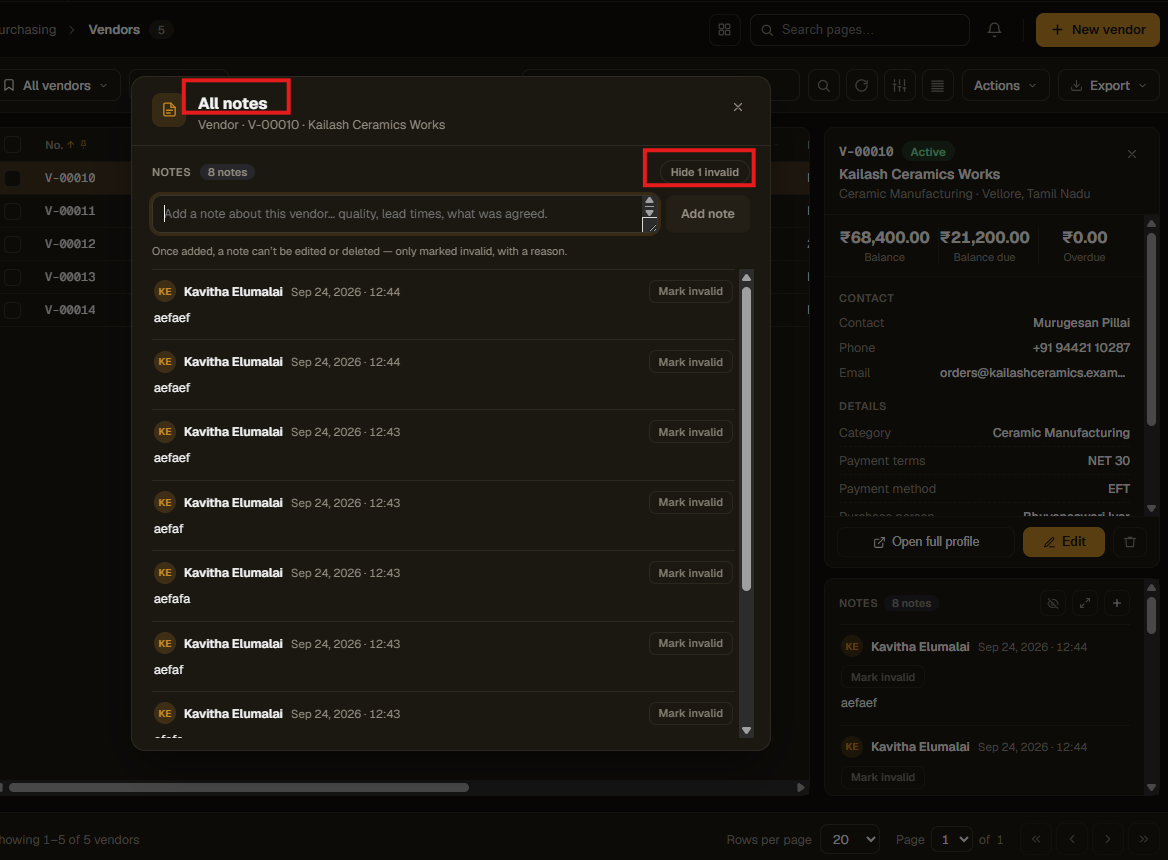 urchasing > Vendors 5
Search pages...
+ New vendor
All vendors
Actions
Export
All notes
Vendor · V-00010 · Kailash Ceramics Works
NOTES 8 notes
Hide 1 invalid
Add a note about this vendor… quality, lead times, what was agreed.
Add note
Once added, a note can't be edited or deleted — only marked invalid, with a reason.
KE Kavitha Elumalai Sep 24, 2026 · 12:44 Mark invalid
aefaef
KE Kavitha Elumalai Sep 24, 2026 · 12:44 Mark invalid
aefaef
KE Kavitha Elumalai Sep 24, 2026 · 12:43 Mark invalid
aefaef
KE Kavitha Elumalai Sep 24, 2026 · 12:43 Mark invalid
aefaf
KE Kavitha Elumalai Sep 24, 2026 · 12:43 Mark invalid
aefafa
KE Kavitha Elumalai Sep 24, 2026 · 12:43 Mark invalid
aefaf
KE Kavitha Elumalai Sep 24, 2026 · 12:43 Mark invalid
No.
V-00010
V-00011
V-00012
V-00013
V-00014
V-00010 Active
Kailash Ceramics Works
Ceramic Manufacturing · Vellore, Tamil Nadu
₹68,400.00 ₹21,200.00 ₹0.00
Balance Balance due Overdue
CONTACT
Contact Murugesan Pillai
Phone +91 94421 10287
Email orders@kailashceramics.exam...
DETAILS
Category Ceramic Manufacturing
Payment terms NET 30
Payment method EFT
Open full profile
Edit
NOTES 8 notes
KE Kavitha Elumalai Sep 24, 2026 · 12:44
Mark invalid
aefaef
KE Kavitha Elumalai Sep 24, 2026 · 12:44
Mark invalid
howing 1–5 of 5 vendors
Rows per page 20
Page 1 of 1